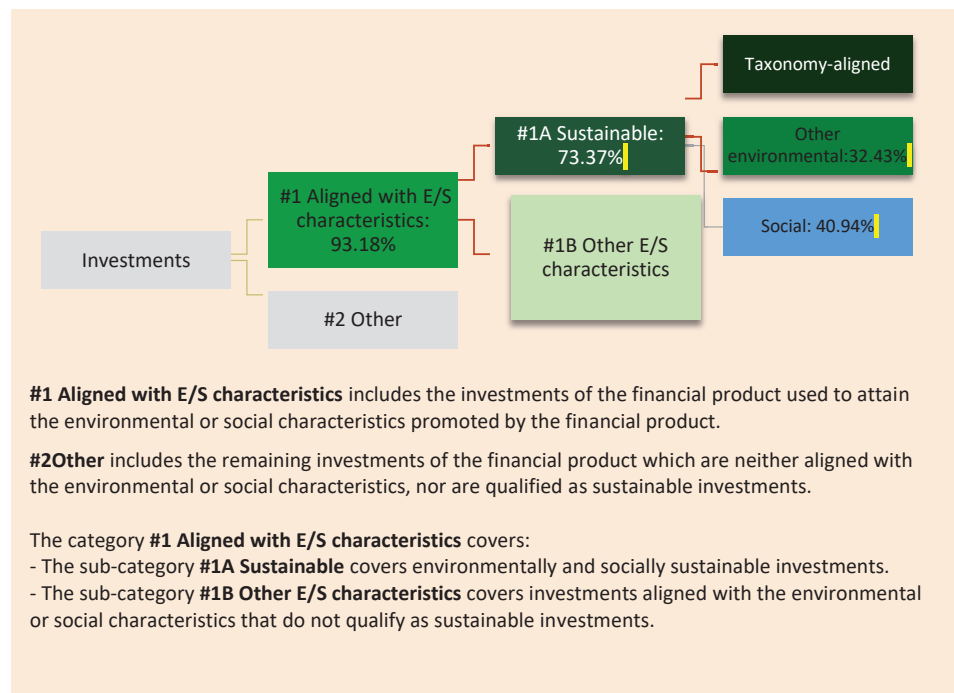 Taxonomy-aligned
#1A Sustainable:
73.37%
Other
environmental:32.43%
#1 Aligned with E/S
characteristics:
93.18%
Social: 40.94%
#1B Other E/S
characteristics
Investments
#2 Other
#1 Aligned with E/S characteristics includes the investments of the financial product used to attain
the environmental or social characteristics promoted by the financial product.
#2Other includes the remaining investments of the financial product which are neither aligned with
the environmental or social characteristics, nor are qualified as sustainable investments.
The category #1 Aligned with E/S characteristics covers:
- The sub-category #1A Sustainable covers environmentally and socially sustainable investments.
- The sub-category #1B Other E/S characteristics covers investments aligned with the environmental
or social characteristics that do not qualify as sustainable investments.